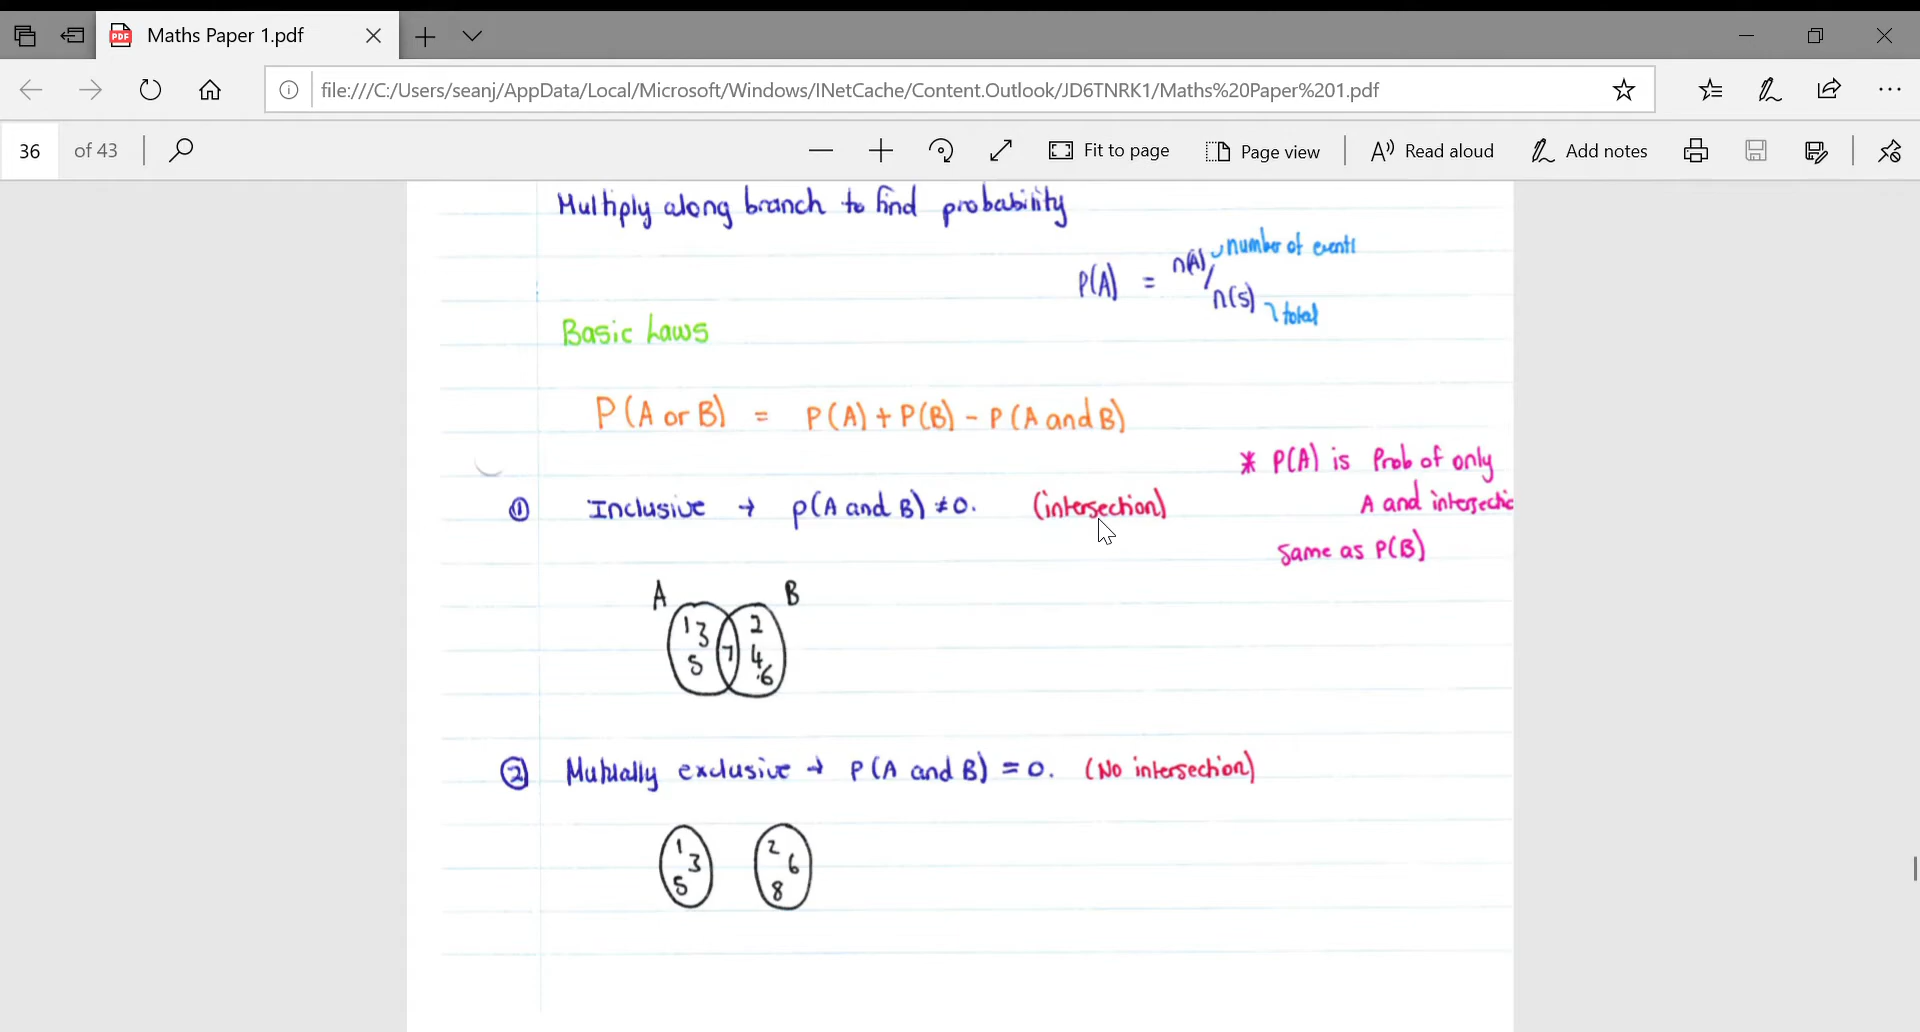 Maths Paper 1.pdf
file:///C:/Users/seanj/AppData/Local/Microsoft/Windows/INetCache/Content.Outlook/JD6TNRK1/Maths%20Paper%201.pdf
36 of 43 Fit to page Page view Read aloud Add notes
Multiply along branch to find probability
P(A) = n(A)/n(S)
number of events
total
Basic Laws
P(A or B) = P(A) + P(B) - P(A and B)
* P(A) is Prob of only
A and intersectio
Same as P(B)
① Inclusive → p(A and B) ≠ 0. (intersection)
A B
1 3 2
7 4
5 6
② Mutually exclusive → P(A and B) = 0. (No intersection)
1 2
3 6
5 8